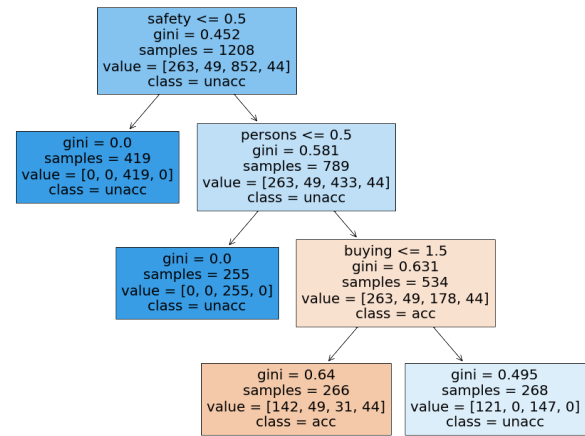 safety <= 0.5
gini = 0.452
samples = 1208
value = [263, 49, 852, 44]
class = unacc
gini = 0.0
samples = 419
value = [0, 0, 419, 0]
class = unacc
persons <= 0.5
gini = 0.581
samples = 789
value = [263, 49, 433, 44]
class = unacc
gini = 0.0
samples = 255
value = [0, 0, 255, 0]
class = unacc
buying <= 1.5
gini = 0.631
samples = 534
value = [263, 49, 178, 44]
class = acc
gini = 0.64
samples = 266
value = [142, 49, 31, 44]
class = acc
gini = 0.495
samples = 268
value = [121, 0, 147, 0]
class = unacc